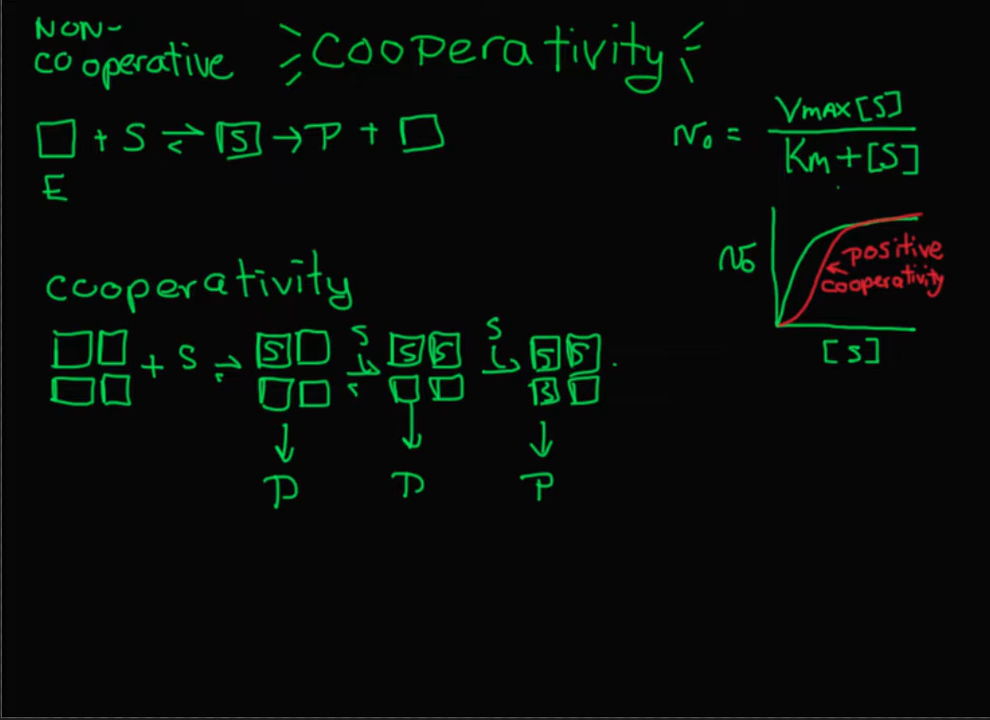 NON-
cooperative
cooperativity
□ + S ⇌ [S] → P + □
E
V₀ = Vmax[S] / Km + [S]
V₀
positive
cooperativity
[S]
cooperativity
+ S ⇌ S
S
S S
S
S S
S
P
P
P